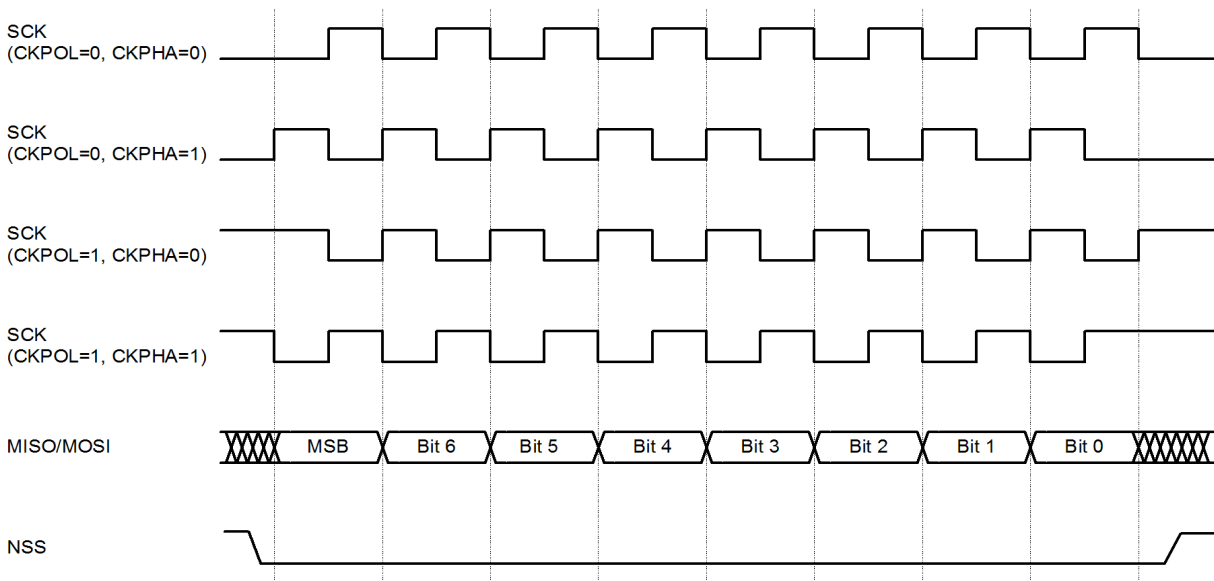 SCK
(CKPOL=0, CKPHA=0)
SCK
(CKPOL=0, CKPHA=1)
SCK
(CKPOL=1, CKPHA=0)
SCK
(CKPOL=1, CKPHA=1)
MISO/MOSI MSB Bit 6 Bit 5 Bit 4 Bit 3 Bit 2 Bit 1 Bit 0
NSS